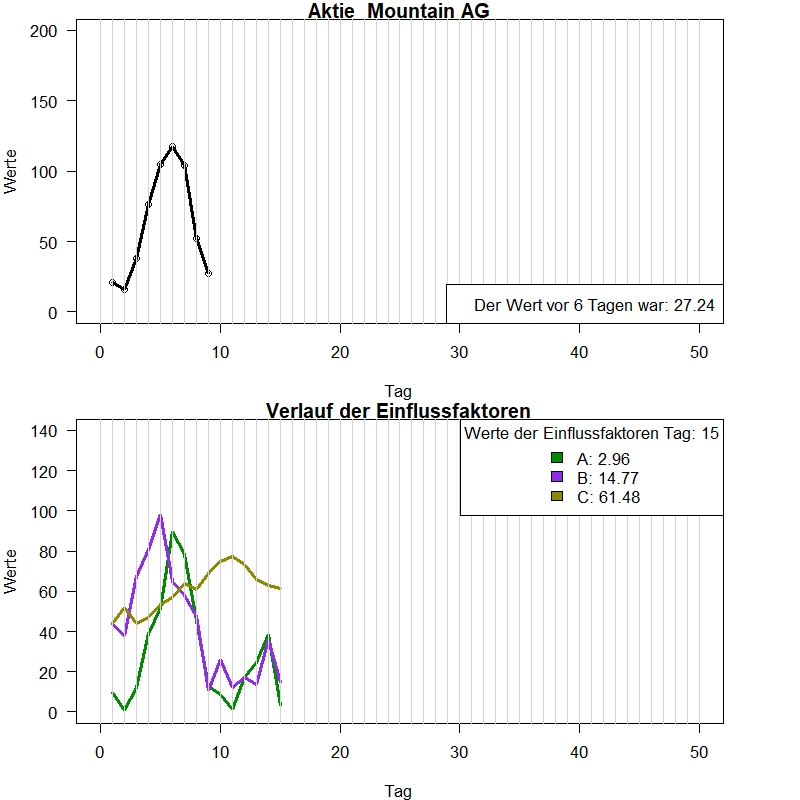 Aktie  Mountain AG
200
150
100
50
0
Werte
Der Wert vor 6 Tagen war: 27.24
0 10 20 30 40 50
Tag
Verlauf der Einflussfaktoren
140
120
100
80
60
40
20
0
Werte
Werte der Einflussfaktoren Tag: 15
A: 2.96
B: 14.77
C: 61.48
0 10 20 30 40 50
Tag